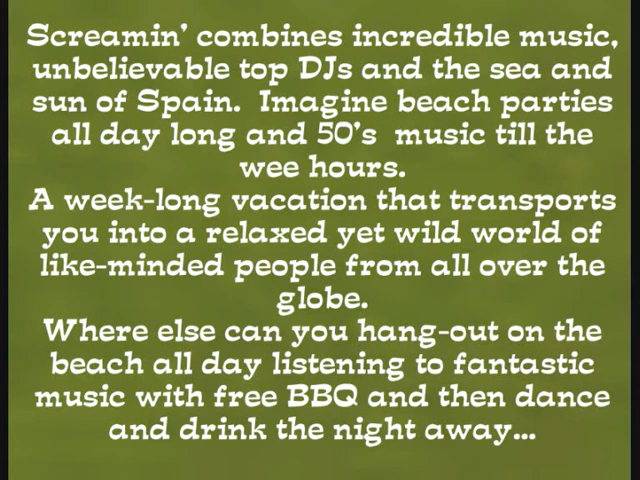 Screamin' combines incredible music,
unbelievable top DJs and the sea and
sun of Spain.  Imagine beach parties
all day long and 50's  music till the
wee hours.
A week-long vacation that transports
you into a relaxed yet wild world of
like-minded people from all over the
globe.
Where else can you hang-out on the
beach all day listening to fantastic
music with free BBQ and then dance
and drink the night away...